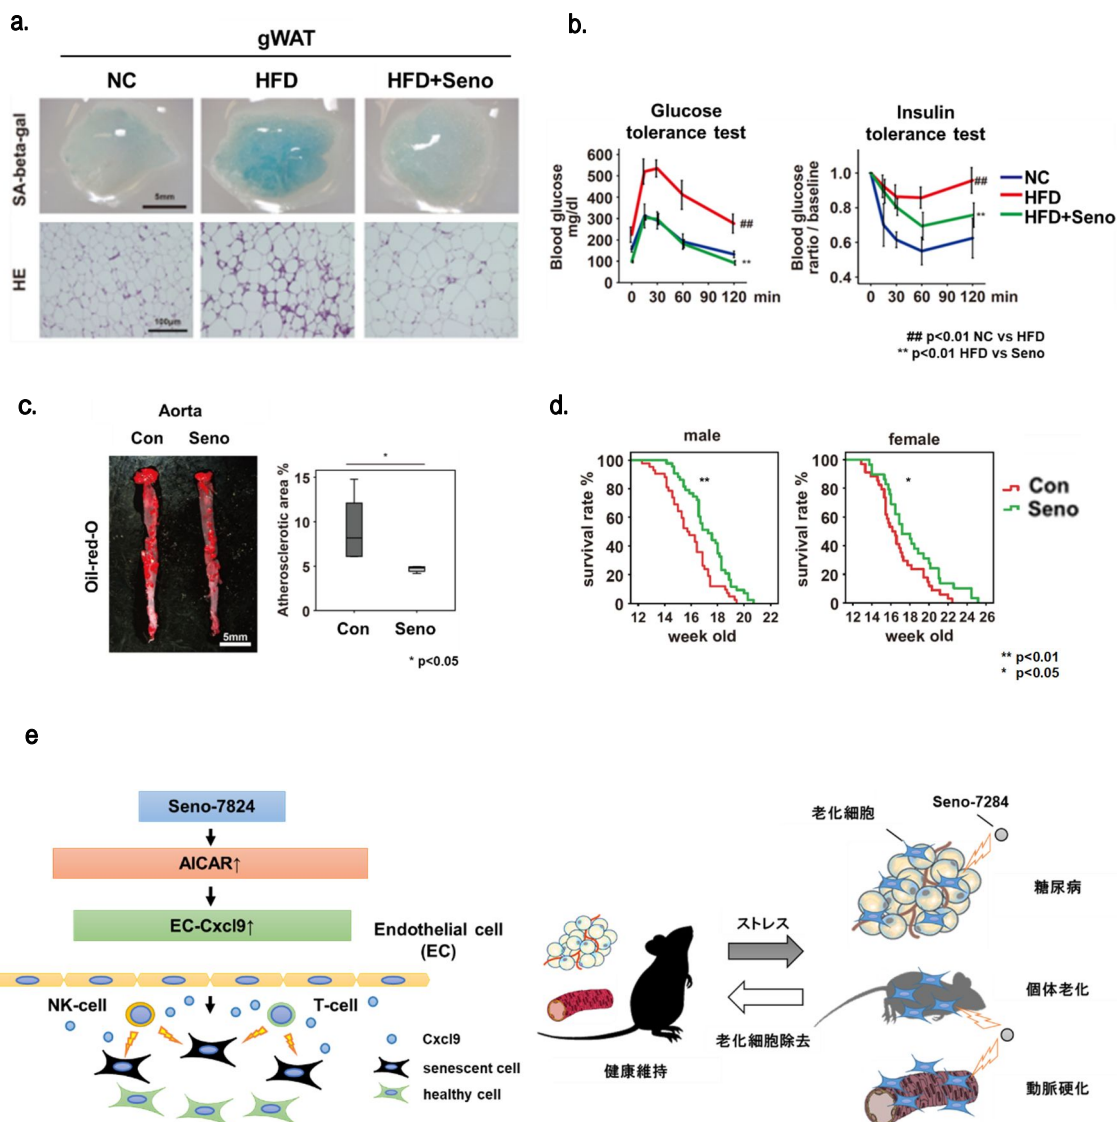 a.
gWAT
NC
HFD
HFD+Seno
SA-beta-gal
5mm
HE
100µm
b.
Glucose
tolerance test
Blood glucose
mg/dl
600
500
400
300
200
100
0
0
30
60
90
120
min
##
**
Insulin
tolerance test
Blood glucose
rartio / baseline
1.0
0.8
0.6
0.4
0
30
60
90
120
min
##
**
NC
HFD
HFD+Seno
## p<0.01 NC vs HFD
** p<0.01 HFD vs Seno
c.
Aorta
Con
Seno
Oil-red-O
5mm
Atherosclerotic area %
15
10
5
0
*
Con
Seno
* p<0.05
d.
male
survival rate %
100
80
60
40
20
0
**
12
14
16
18
20
22
week old
female
survival rate %
100
80
60
40
20
0
*
12
14
16
18
20
22
24
26
week old
Con
Seno
** p<0.01
* p<0.05
e
Seno-7824
AICAR↑
EC-Cxcl9↑
Endothelial cell
(EC)
NK-cell
T-cell
Cxcl9
senescent cell
healthy cell
ストレス
老化細胞除去
健康維持
老化細胞
Seno-7284
糖尿病
個体老化
動脈硬化